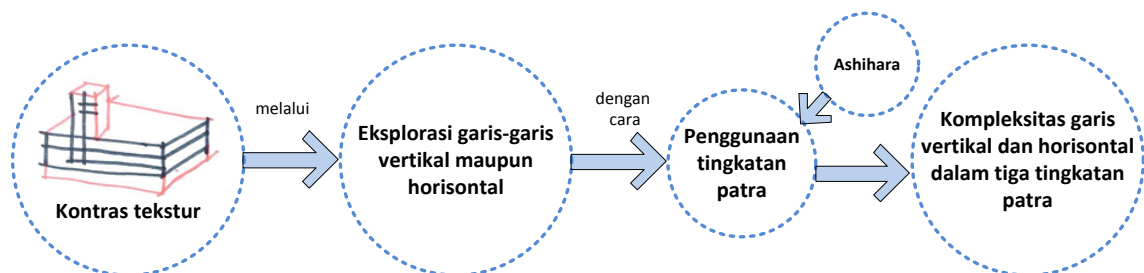 Kontras tekstur
melalui
Eksplorasi garis-garis
vertikal maupun
horisontal
dengan
cara
Penggunaan
tingkatan
patra
Ashihara
Kompleksitas garis
vertikal dan horisontal
dalam tiga tingkatan
patra